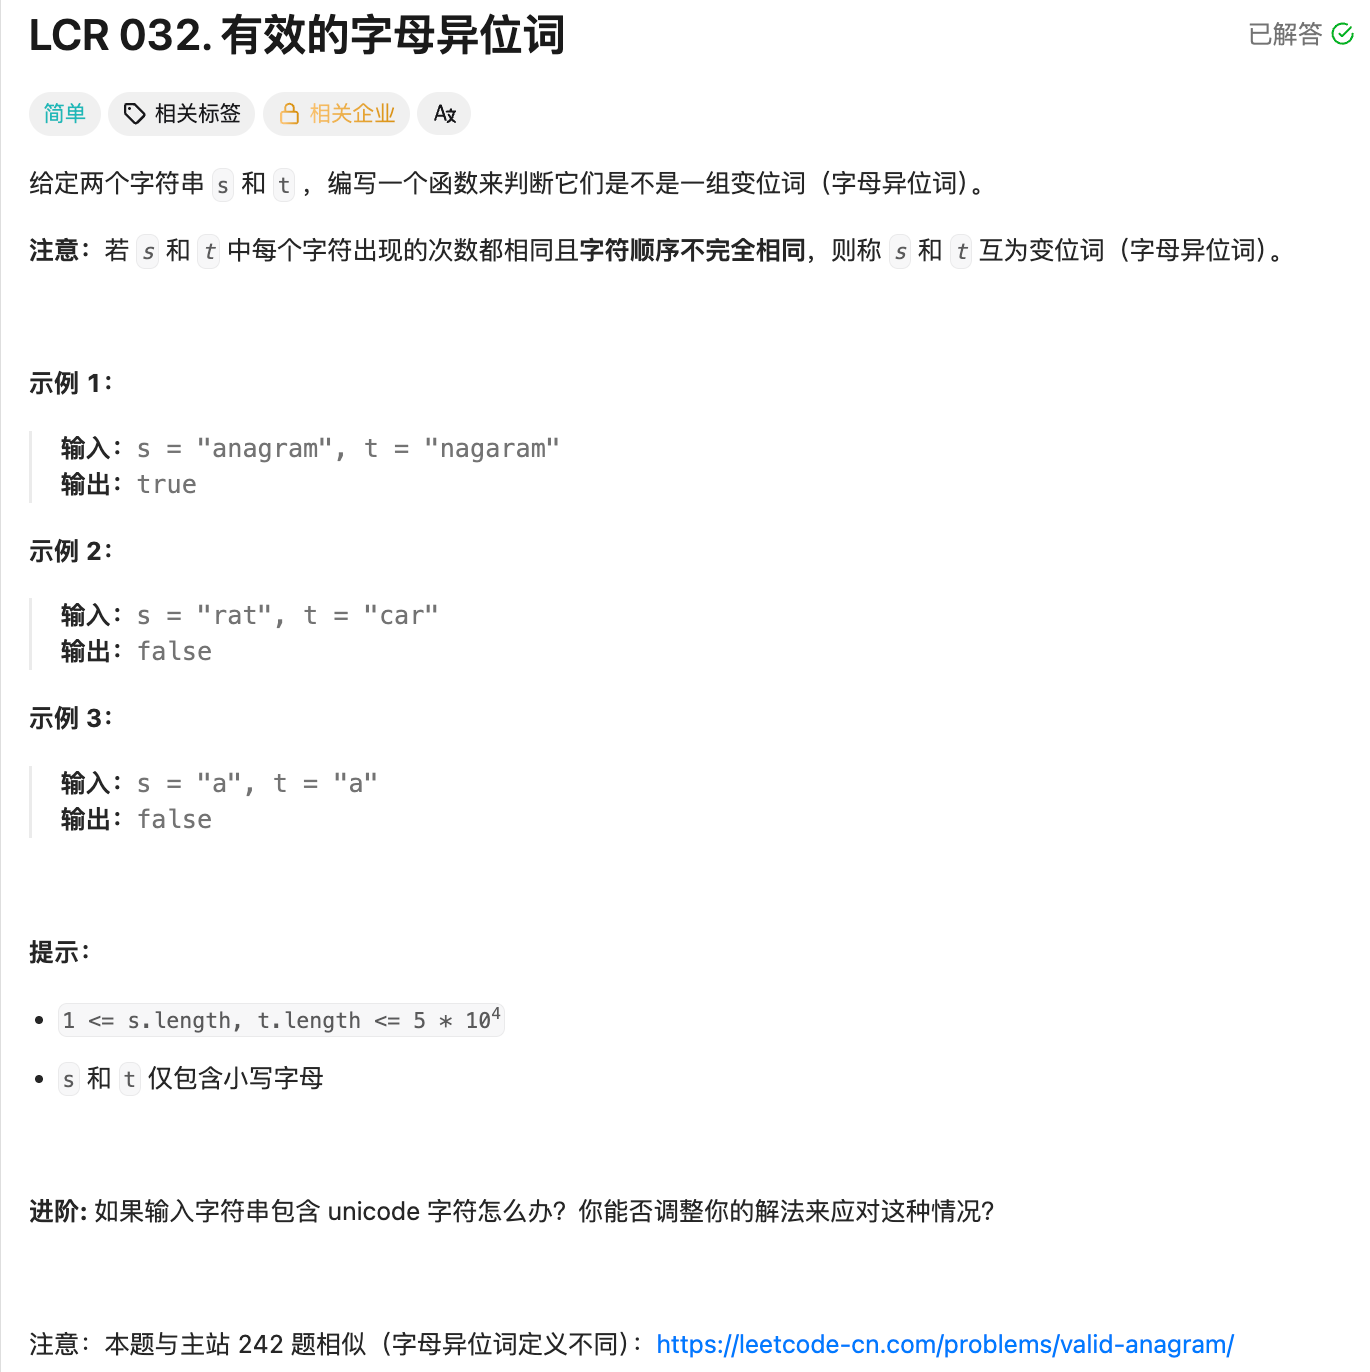 LCR 032. 有效的字母异位词
已解答
简单
相关标签
相关企业
给定两个字符串 s 和 t ，编写一个函数来判断它们是不是一组变位词（字母异位词）。
注意：若 s 和 t 中每个字符出现的次数都相同且字符顺序不完全相同，则称 s 和 t 互为变位词（字母异位词）。
示例 1：
输入：s = "anagram", t = "nagaram"
输出：true
示例 2：
输入：s = "rat", t = "car"
输出：false
示例 3：
输入：s = "a", t = "a"
输出：false
提示：
• 1 <= s.length, t.length <= 5 * 10⁴
• s 和 t 仅包含小写字母
进阶: 如果输入字符串包含 unicode 字符怎么办？你能否调整你的解法来应对这种情况？
注意：本题与主站 242 题相似（字母异位词定义不同）：https://leetcode-cn.com/problems/valid-anagram/